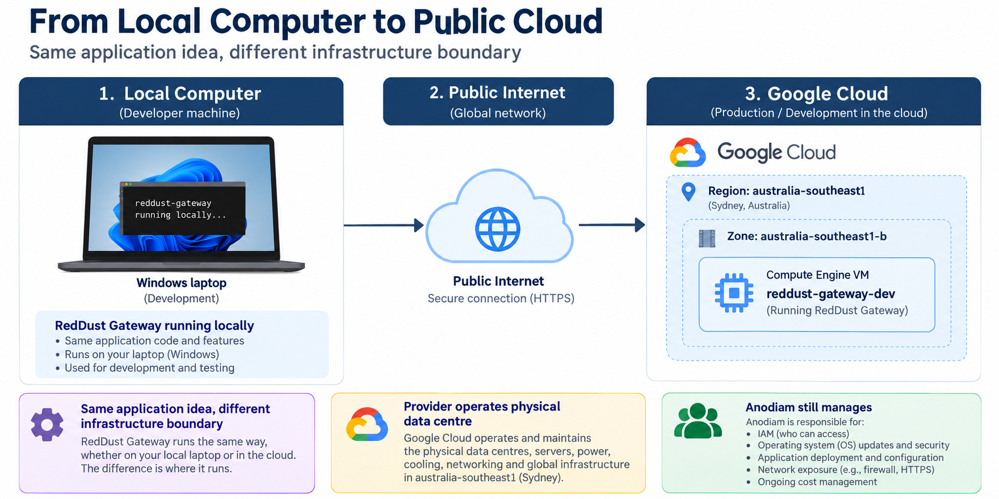 From Local Computer to Public Cloud
Same application idea, different infrastructure boundary
1. Local Computer
(Developer machine)
reddust-gateway
running locally...
Windows laptop
(Development)
RedDust Gateway running locally
• Same application code and features
• Runs on your laptop (Windows)
• Used for development and testing
2. Public Internet
(Global network)
Public Internet
Secure connection (HTTPS)
3. Google Cloud
(Production / Development in the cloud)
Google Cloud
Region: australia-southeast1
(Sydney, Australia)
Zone: australia-southeast1-b
Compute Engine VM
reddust-gateway-dev
(Running RedDust Gateway)
Same application idea, different
infrastructure boundary
RedDust Gateway runs the same way,
whether on your local laptop or in the cloud.
The difference is where it runs.
Provider operates physical
data centre
Google Cloud operates and maintains
the physical data centres, servers, power,
cooling, networking and global infrastructure
in australia-southeast1 (Sydney).
Anodiam still manages
Anodiam is responsible for:
• IAM (who can access)
• Operating system (OS) updates and security
• Application deployment and configuration
• Network exposure (e.g., firewall, HTTPS)
• Ongoing cost management